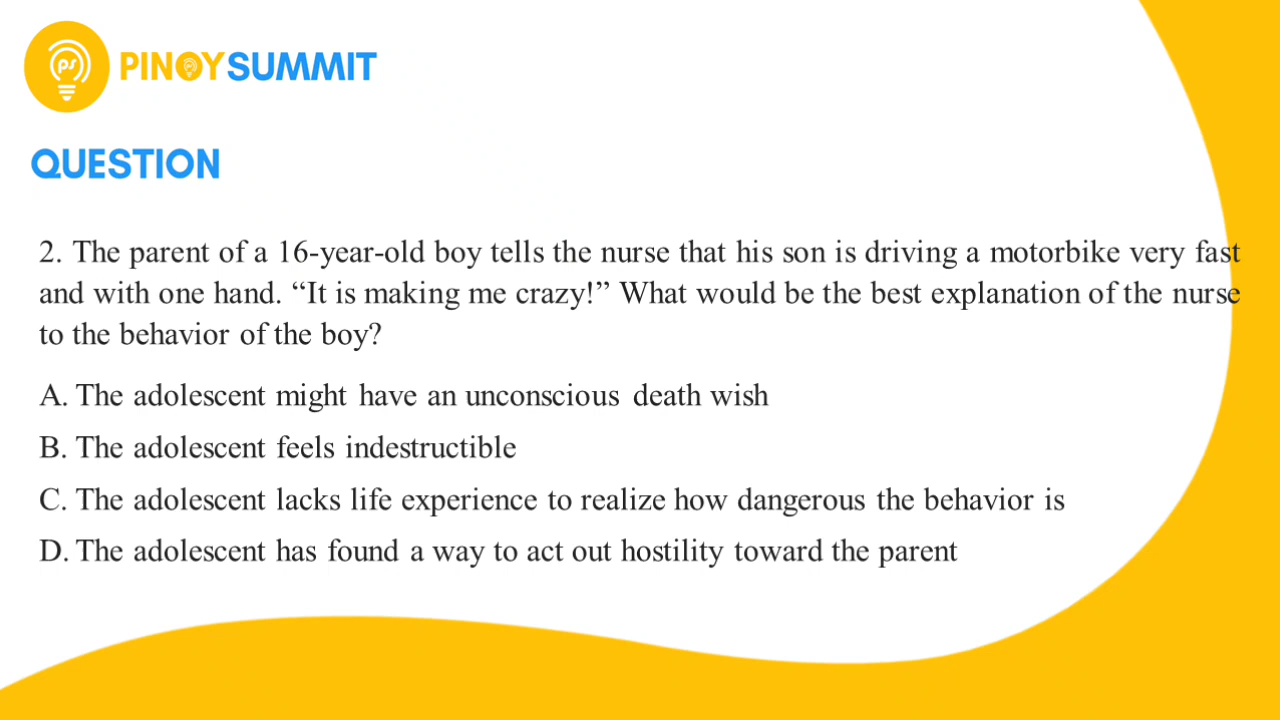 PINOYSUMMIT
QUESTION
2. The parent of a 16-year-old boy tells the nurse that his son is driving a motorbike very fast
and with one hand. “It is making me crazy!” What would be the best explanation of the nurse
to the behavior of the boy?
A. The adolescent might have an unconscious death wish
B. The adolescent feels indestructible
C. The adolescent lacks life experience to realize how dangerous the behavior is
D. The adolescent has found a way to act out hostility toward the parent